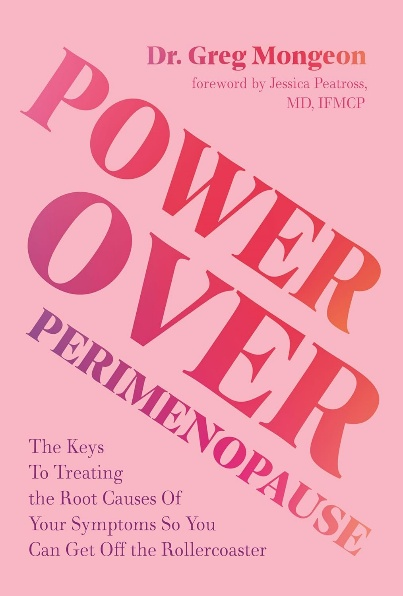 Dr. Greg Mongeon
foreword by Jessica Peatross,
MD, IFMCP
POWER
OVER
PERIMENOPAUSE
The Keys
To Treating
the Root Causes Of
Your Symptoms So You
Can Get Off the Rollercoaster